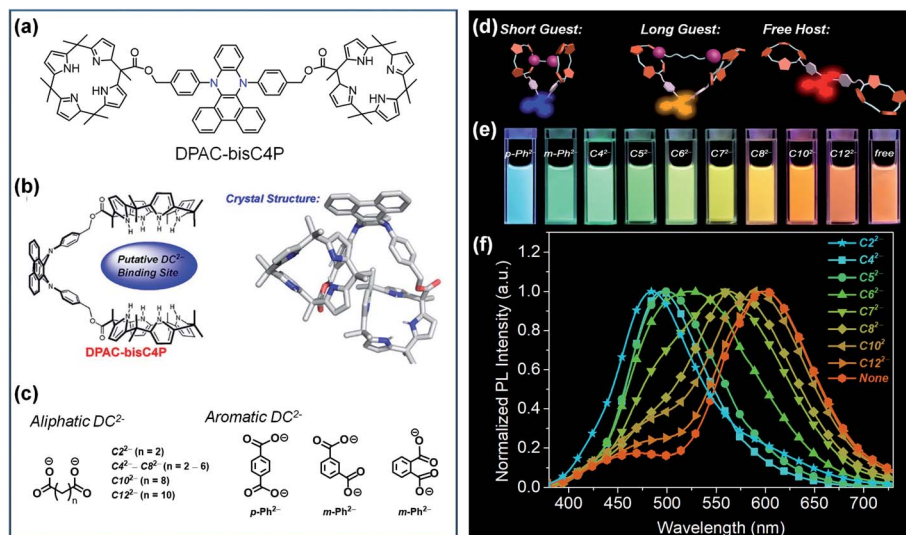 (a)
NH
N
N
HN
O
O
N
N
O
O
NH
N
N
HN
DPAC-bisC4P
(b)
Crystal Structure:
O
O
N
N
O
O
H H H H
N N N N
Putative DC²⁻
Binding Site
H H H H
N N N N
DPAC-bisC4P
(c)
Aliphatic DC²⁻
Aromatic DC²⁻
C2²⁻ (n = 2)
C4²⁻– C8²⁻ (n = 2 – 6)
C10²⁻ (n = 8)
C12²⁻ (n = 10)
O O
O O
n
O O
O O
p-Ph²⁻
O O
O O
m-Ph²⁻
O O
O O
m-Ph²⁻
(d)
Short Guest:
Long Guest:
Free Host:
(e)
p-Ph² m-Ph² C4²⁻ C5²⁻ C6²⁻ C7²⁻ C8²⁻ C10²⁻ C12²⁻ free
(f)
Normalized PL Intensity (a.u.)
1.0
0.8
0.6
0.4
0.2
0.0
400 450 500 550 600 650 700
Wavelength (nm)
C2²⁻
C4²⁻
C5²⁻
C6²⁻
C7²
C8²⁻
C10²
C12²⁻
None